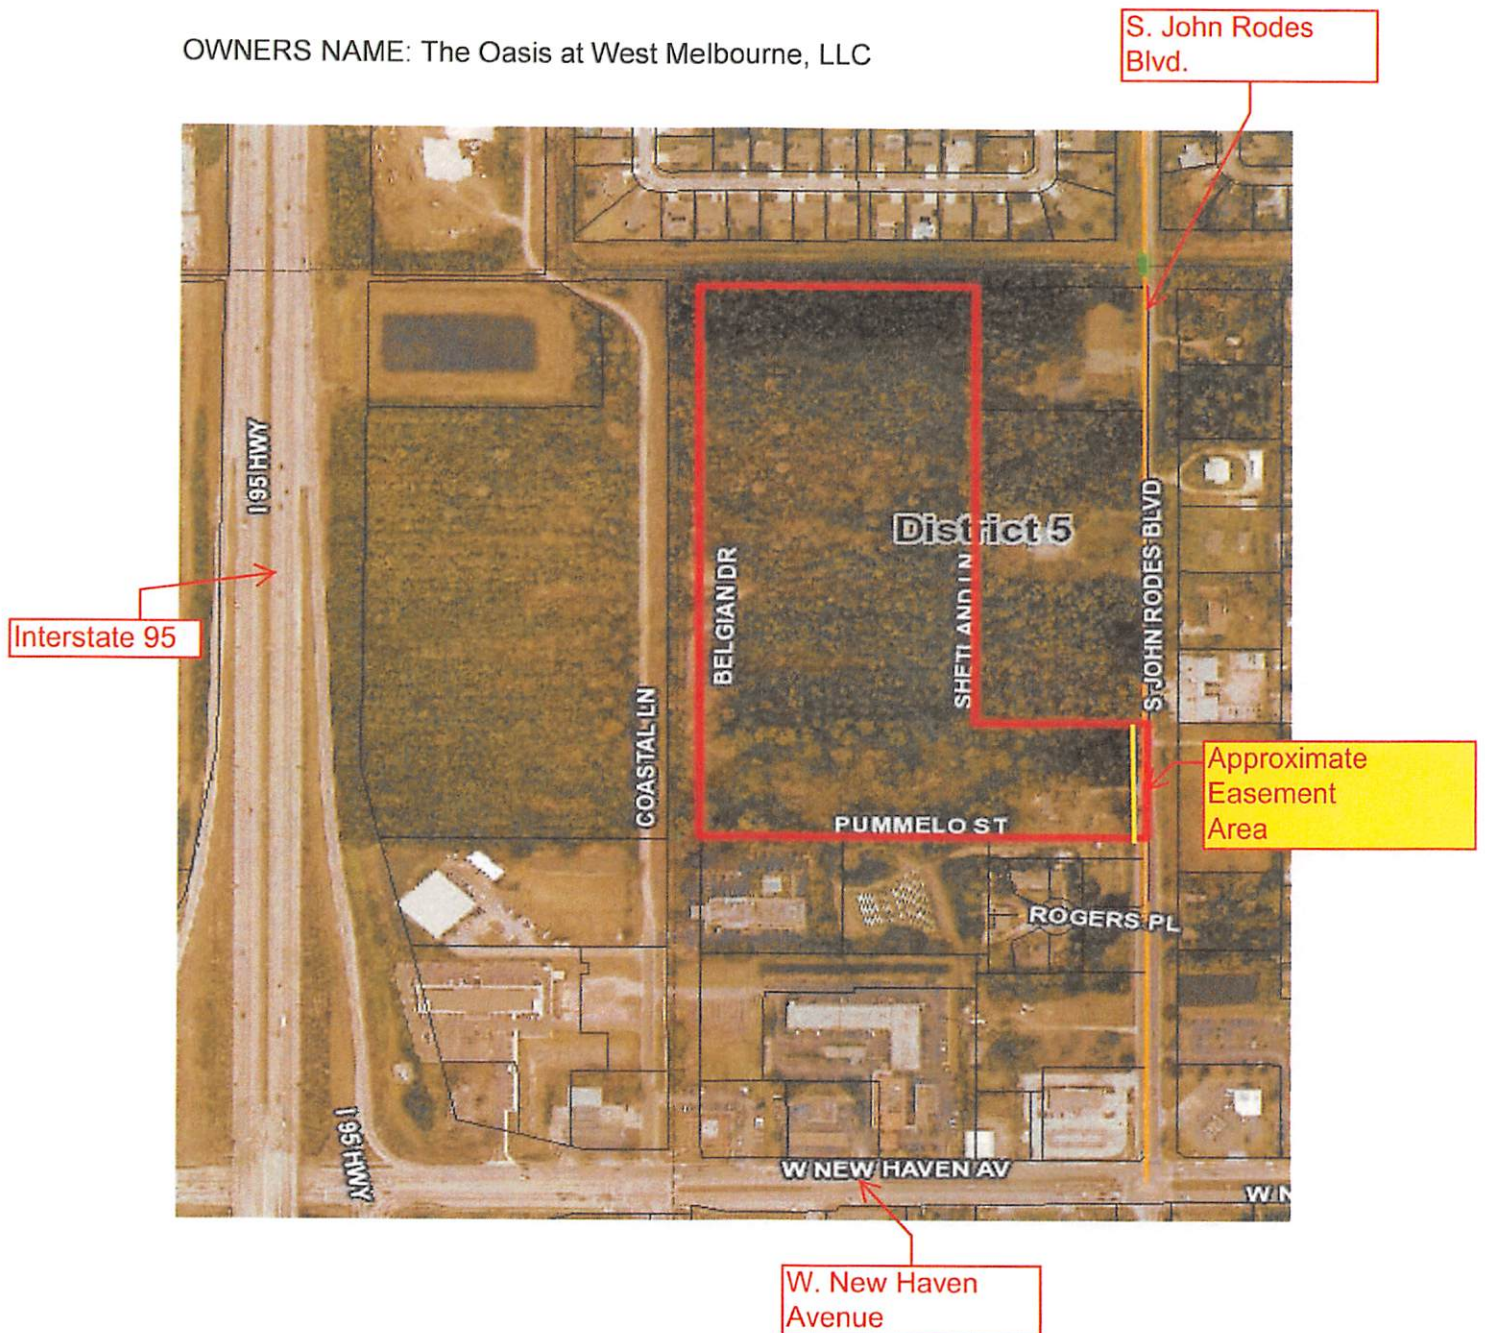 OWNERS NAME: The Oasis at West Melbourne, LLC
S. John Rodes
Blvd.
I 95 HWY
District 5
S JOHN RODES BLVD
BELGIAN DR
SHETLAND LN
Interstate 95
COASTAL LN
Approximate
Easement
Area
PUMMELO ST
ROGERS PL
I 95 HWY
W NEW HAVEN AV
W N
W. New Haven
Avenue